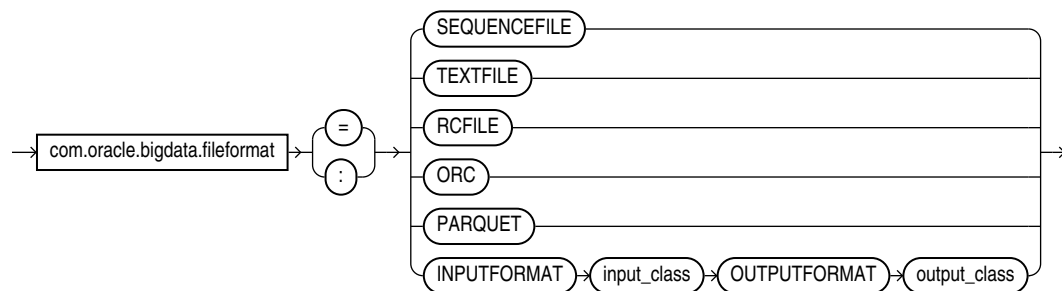 SEQUENCEFILE
TEXTFILE
=
RCFILE
com.oracle.bigdata.fileformat
:
ORC
PARQUET
INPUTFORMAT input_class OUTPUTFORMAT output_class